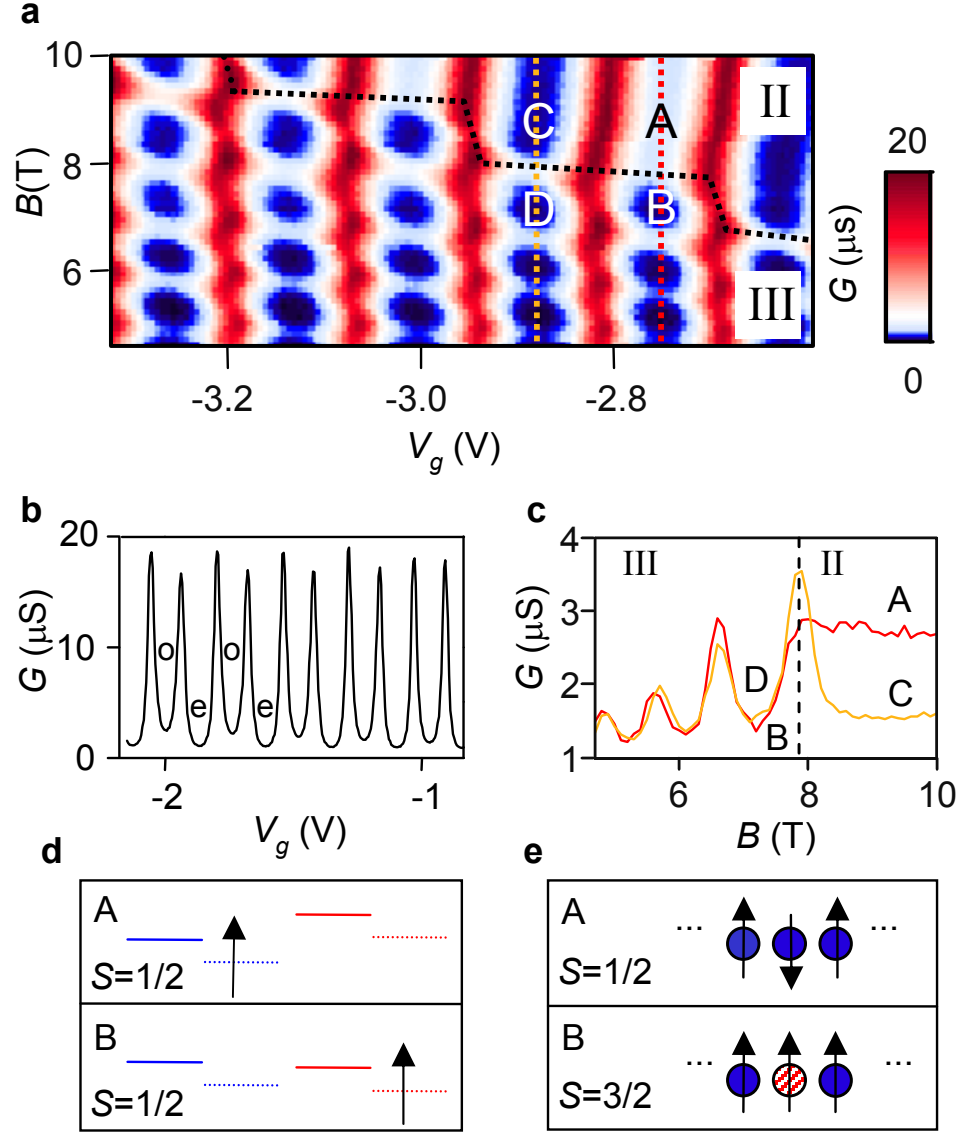 a
10
8
6
B(T)
C
A
D
B
II
III
-3.2
-3.0
-2.8
Vg (V)
20
0
G (μs)
b
20
10
0
G (μS)
o
o
e
e
-2
-1
Vg (V)
c
4
3
2
1
G (μS)
III
II
A
D
B
C
6
8
10
B (T)
d
A
S=1/2
B
S=1/2
e
A
... ...
S=1/2
B
... ...
S=3/2